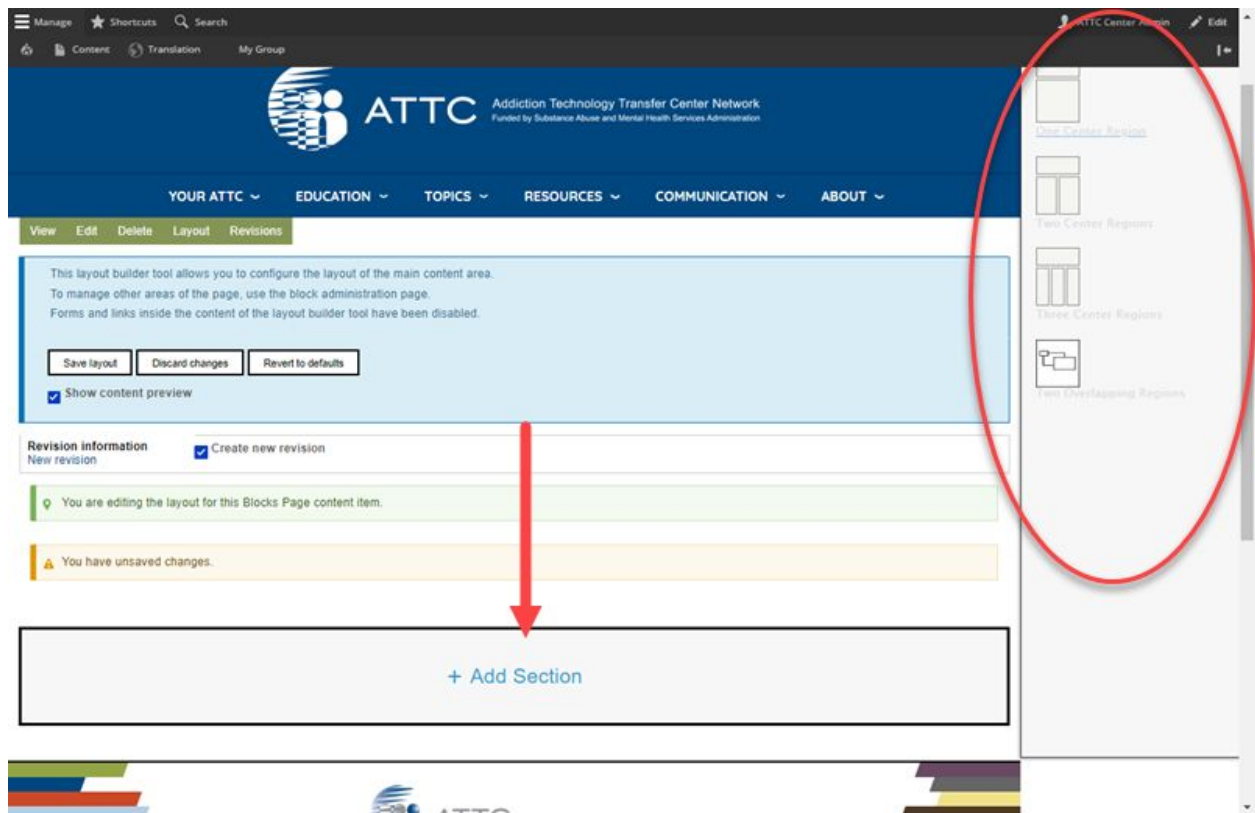 Manage Shortcuts Search ATTC Center Admin Edit
Content Translation My Group
ATTC Addiction Technology Transfer Center Network
Funded by Substance Abuse and Mental Health Services Administration
YOUR ATTC EDUCATION TOPICS RESOURCES COMMUNICATION ABOUT
View Edit Delete Layout Revisions
This layout builder tool allows you to configure the layout of the main content area.
To manage other areas of the page, use the block administration page.
Forms and links inside the content of the layout builder tool have been disabled.
Save layout Discard changes Revert to defaults
Show content preview
Revision information
New revision
Create new revision
You are editing the layout for this Blocks Page content item.
You have unsaved changes.
+ Add Section
ATTC
One Center Region
Two Center Regions
Three Center Regions
Two Overlapping Regions